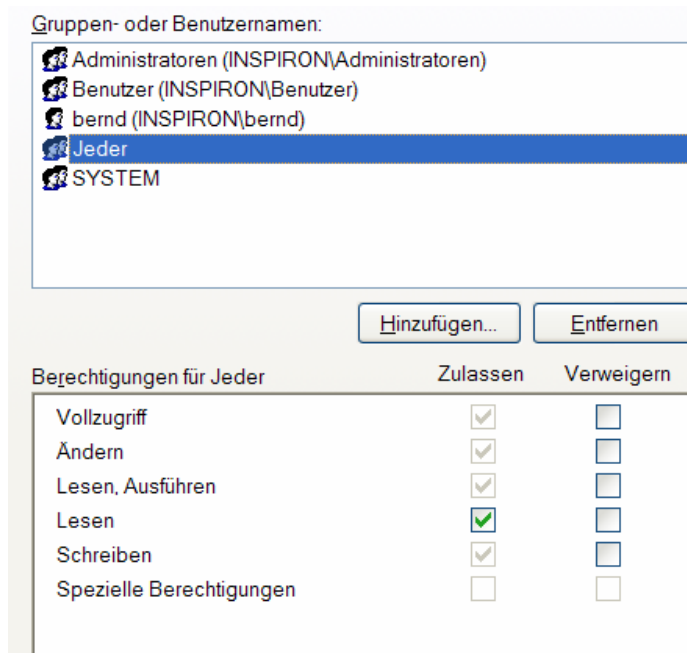 Gruppen- oder Benutzernamen:
Administratoren (INSPIRON\Administratoren)
Benutzer (INSPIRON\Benutzer)
bernd (INSPIRON\bernd)
Jeder
SYSTEM
Hinzufügen... Entfernen
Berechtigungen für Jeder Zulassen Verweigern
Vollzugriff
Ändern
Lesen, Ausführen
Lesen
Schreiben
Spezielle Berechtigungen